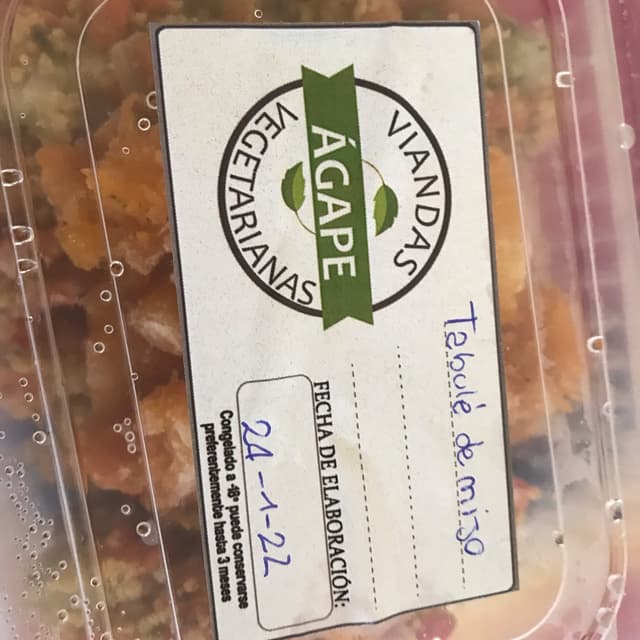 VIANDAS
ÁGAPE
VEGETARIANAS
Tabulé de mijo
FECHA DE ELABORACIÓN:
24-1-22
Congelado a -18° puede conservarse
preferentemente hasta 3 meses